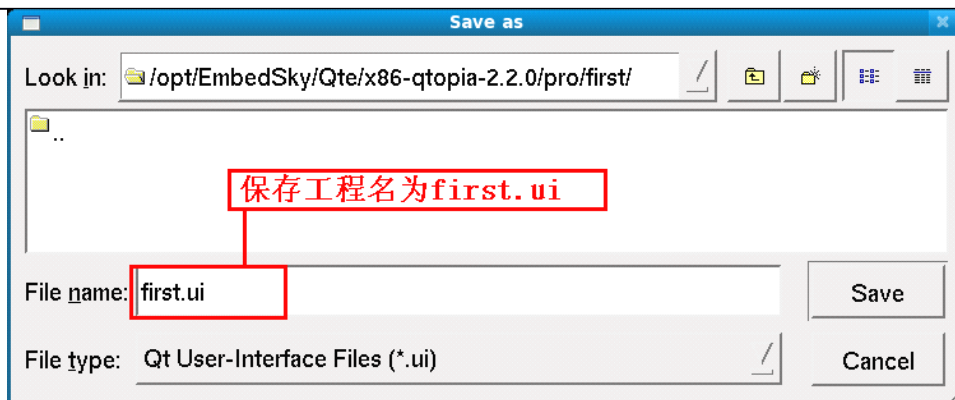 Save as
Look in: /opt/EmbedSky/Qte/x86-qtopia-2.2.0/pro/first/
..
保存工程名为first.ui
File name: first.ui Save
File type: Qt User-Interface Files (*.ui) Cancel